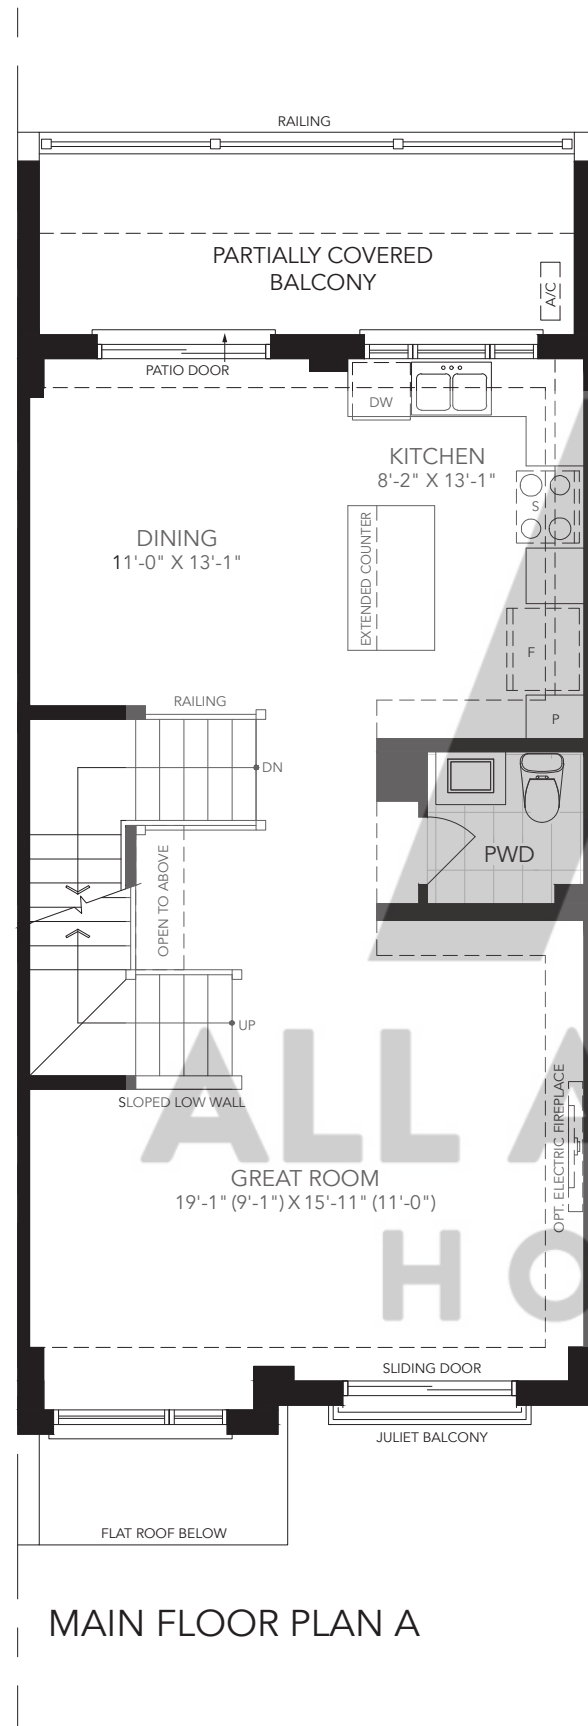 RAILING
PARTIALLY COVERED
BALCONY
A/C
PATIO DOOR
DW
KITCHEN
8'-2" X 13'-1"
S
DINING
11'-0" X 13'-1"
EXTENDED COUNTER
F
P
RAILING
DN
PWD
OPEN TO ABOVE
UP
SLOPED LOW WALL
OPT. ELECTRIC FIREPLACE
ALL A
GREAT ROOM
19'-1" (9'-1") X 15'-11" (11'-0")
HO
SLIDING DOOR
JULIET BALCONY
FLAT ROOF BELOW
MAIN FLOOR PLAN A